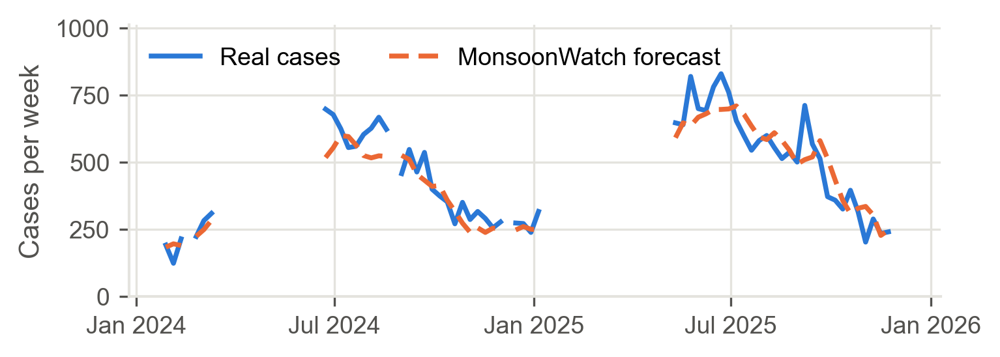 Cases per week
1000
750
500
250
0
Real cases
MonsoonWatch forecast
Jan 2024
Jul 2024
Jan 2025
Jul 2025
Jan 2026